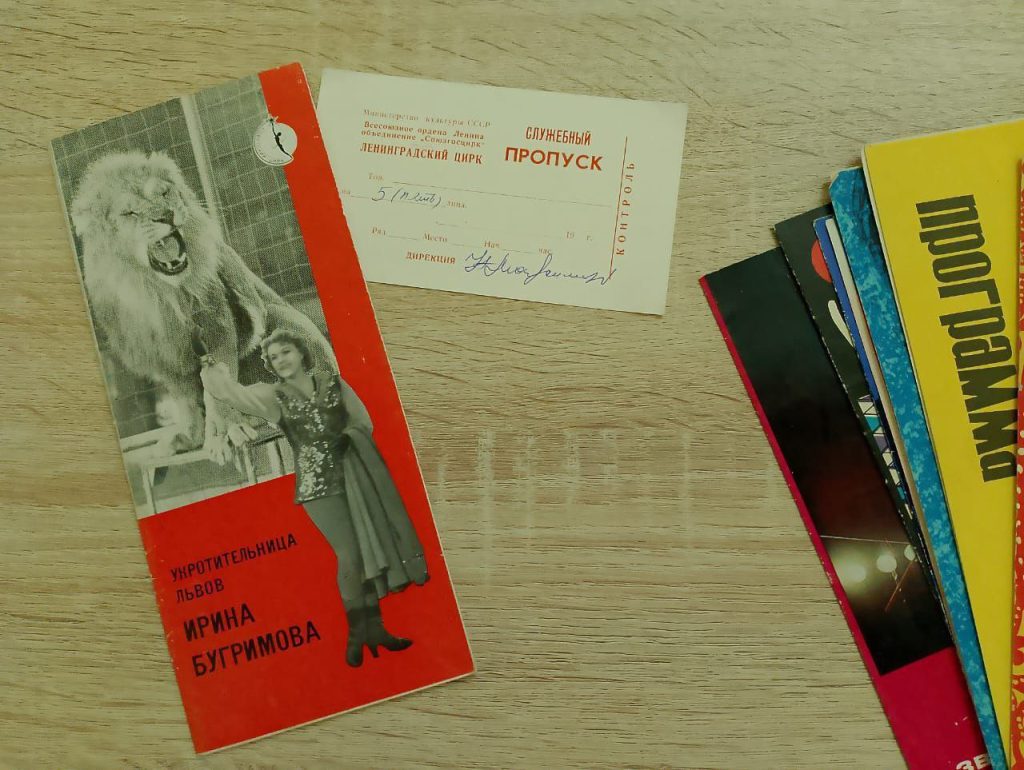 УКРОТИТЕЛЬНИЦА
ЛЬВОВ
ИРИНА
БУГРИМОВА
Министерство культуры СССР
Всесоюзное ордена Ленина
объединение „Союзгосцирк"
ЛЕНИНГРАДСКИЙ ЦИРК
СЛУЖЕБНЫЙ
ПРОПУСК
Тов.
на 5 (пять) лица.
19 г.
Ряд Место Нач. час.
ДИРЕКЦИЯ
КОНТРОЛЬ
программа
ЗЕ